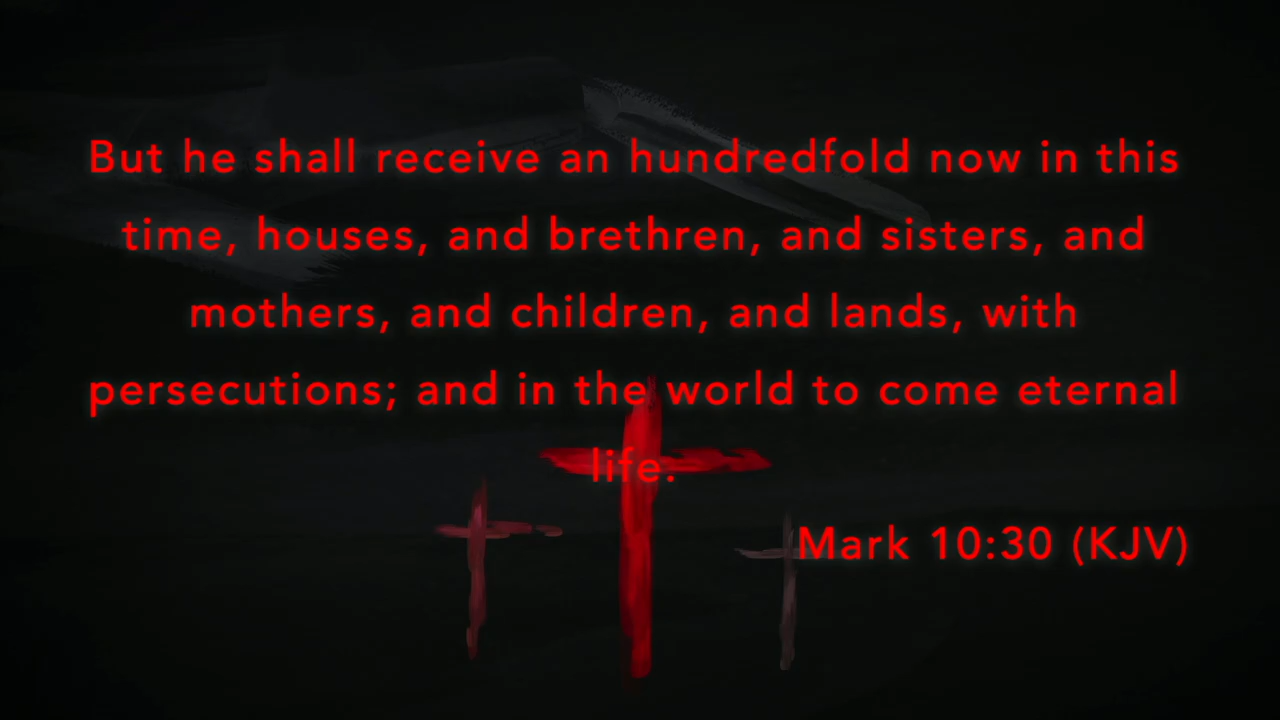 But he shall receive an hundredfold now in this
time, houses, and brethren, and sisters, and
mothers, and children, and lands, with
persecutions; and in the world to come eternal
life.
Mark 10:30 (KJV)